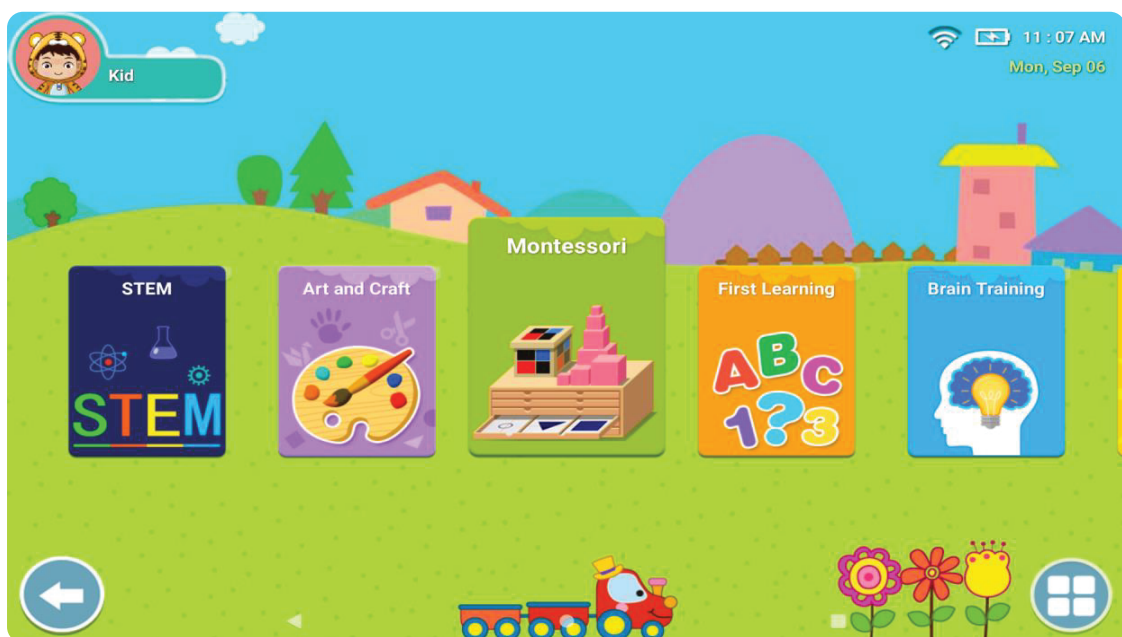 Kid
11 : 07 AM
Mon, Sep 06
Montessori
STEM
Art and Craft
First Learning
Brain Training
STEM
ABC
1?3